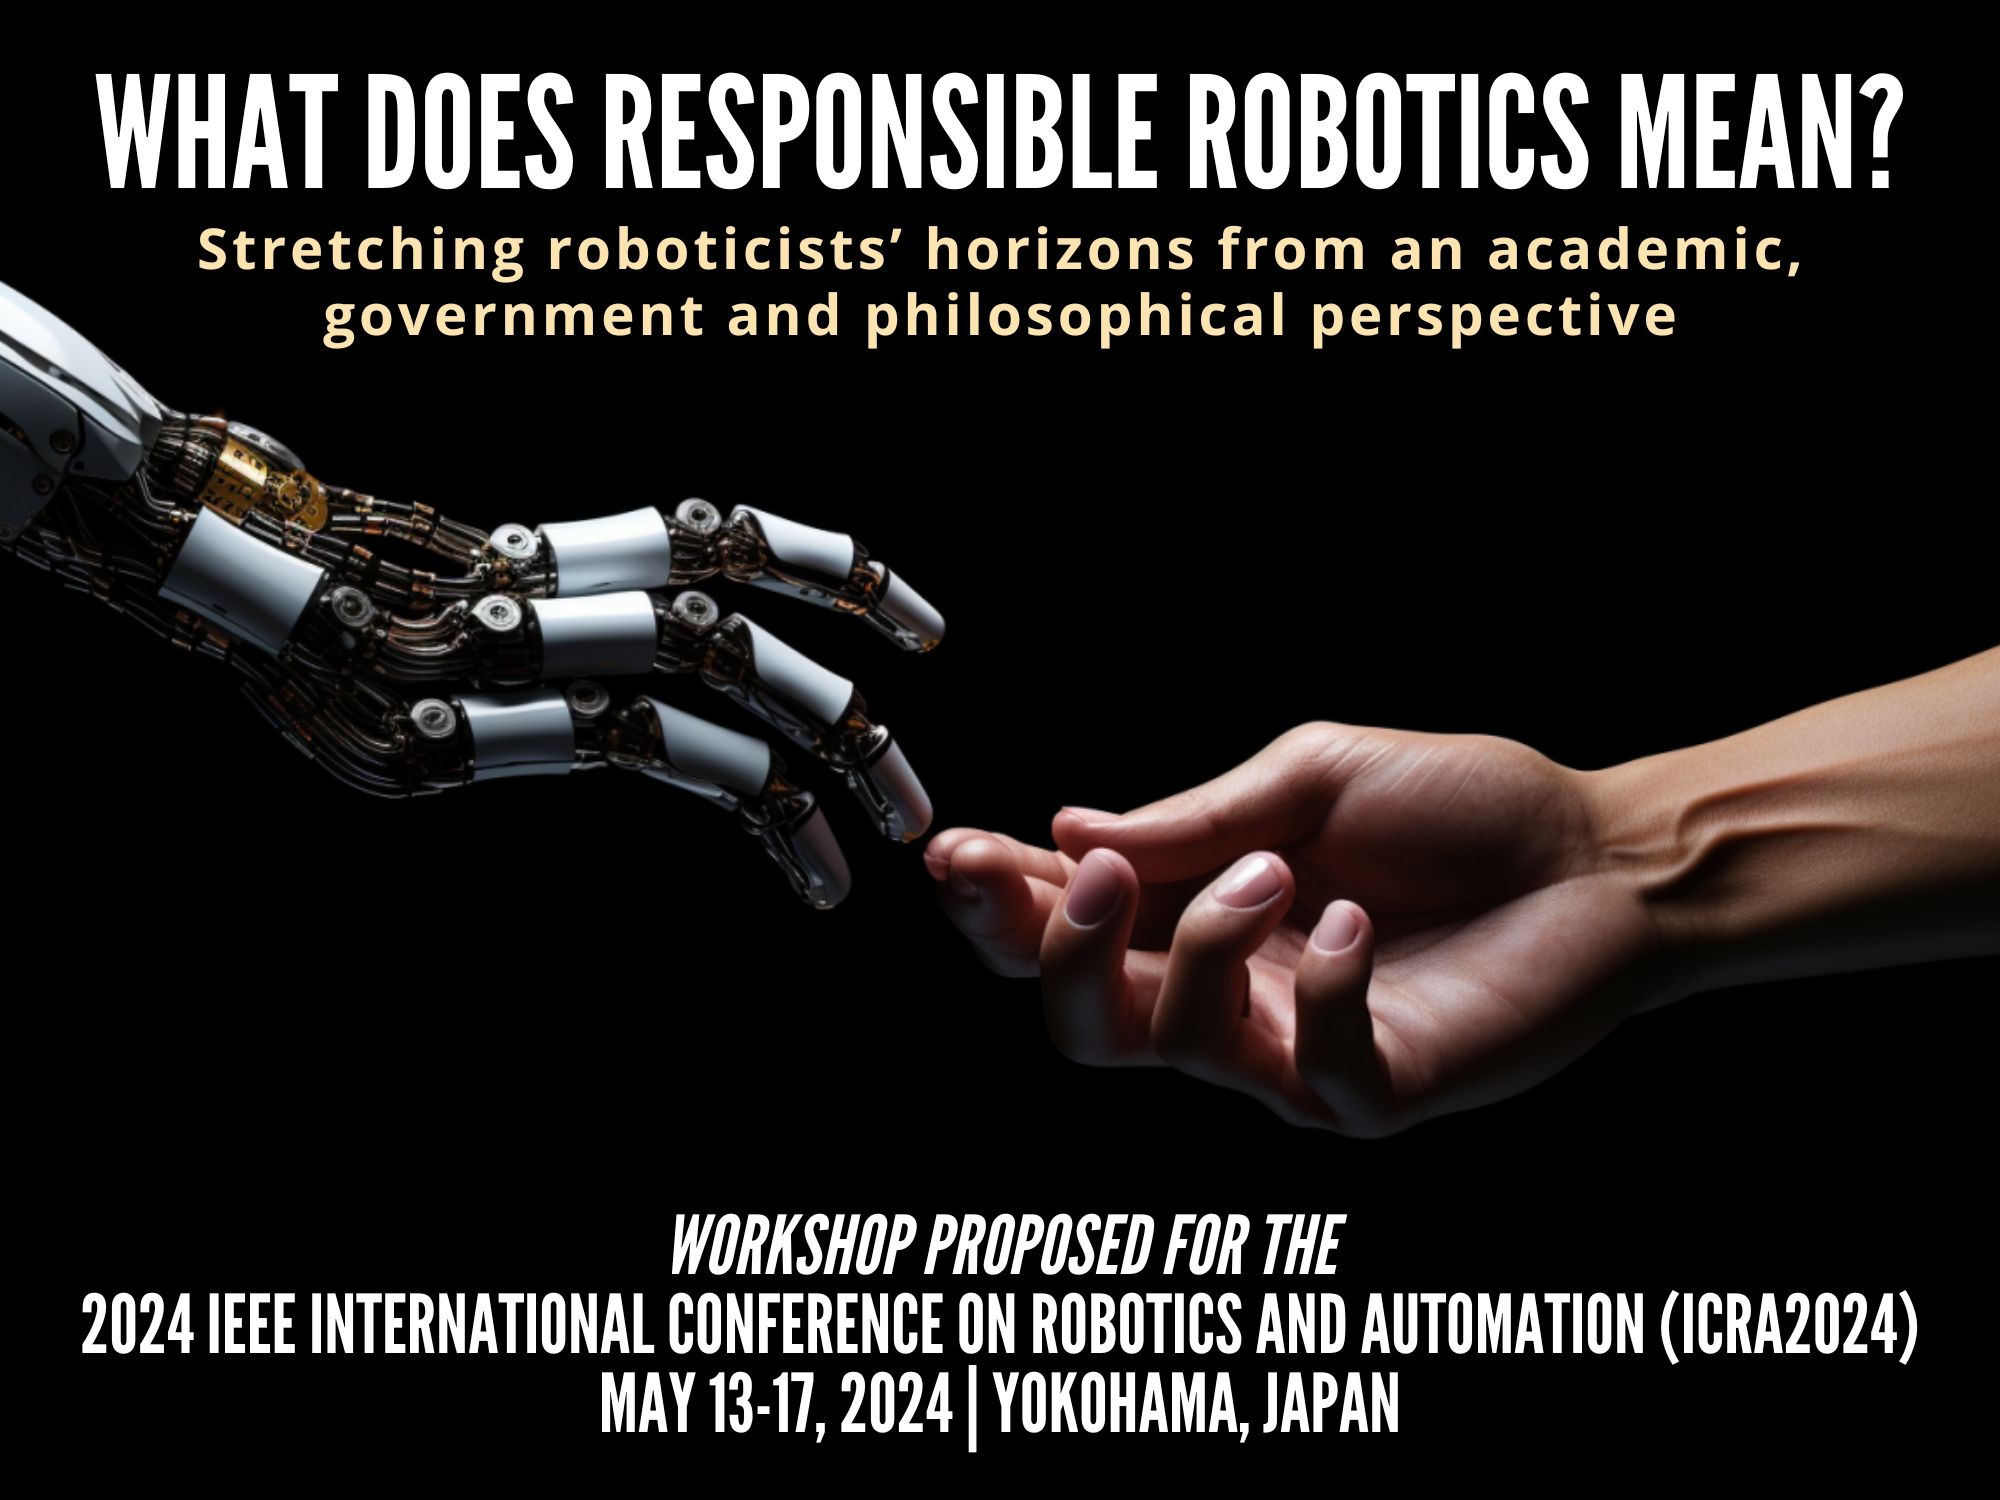 WHAT DOES RESPONSIBLE ROBOTICS MEAN?
Stretching roboticists’ horizons from an academic,
government and philosophical perspective
WORKSHOP PROPOSED FOR THE
2024 IEEE INTERNATIONAL CONFERENCE ON ROBOTICS AND AUTOMATION (ICRA2024)
MAY 13-17, 2024 | YOKOHAMA, JAPAN